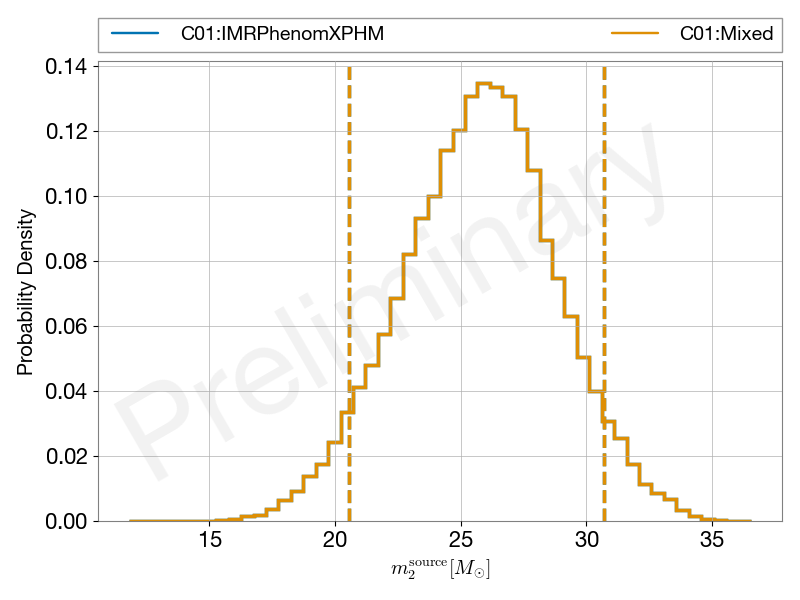 C01:IMRPhenomXPHM C01:Mixed
0.14
0.12
0.10
0.08
0.06
0.04
0.02
0.00
Probability Density
Preliminary
15 20 25 30 35
m₂^source [M☉]